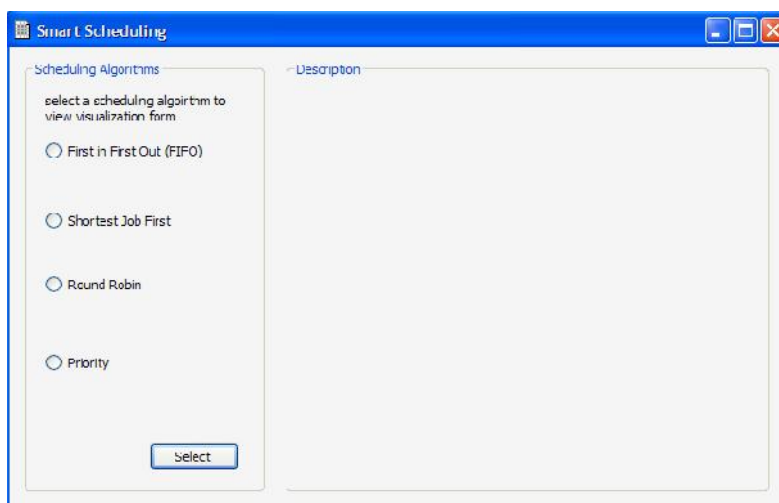 Smart Scheduling
Scheduling Algorithms
select a scheduling algoirthm to
view visualization form
First in First Out (FIFO)
Shortest Job First
Round Robin
Priority
Select
Description